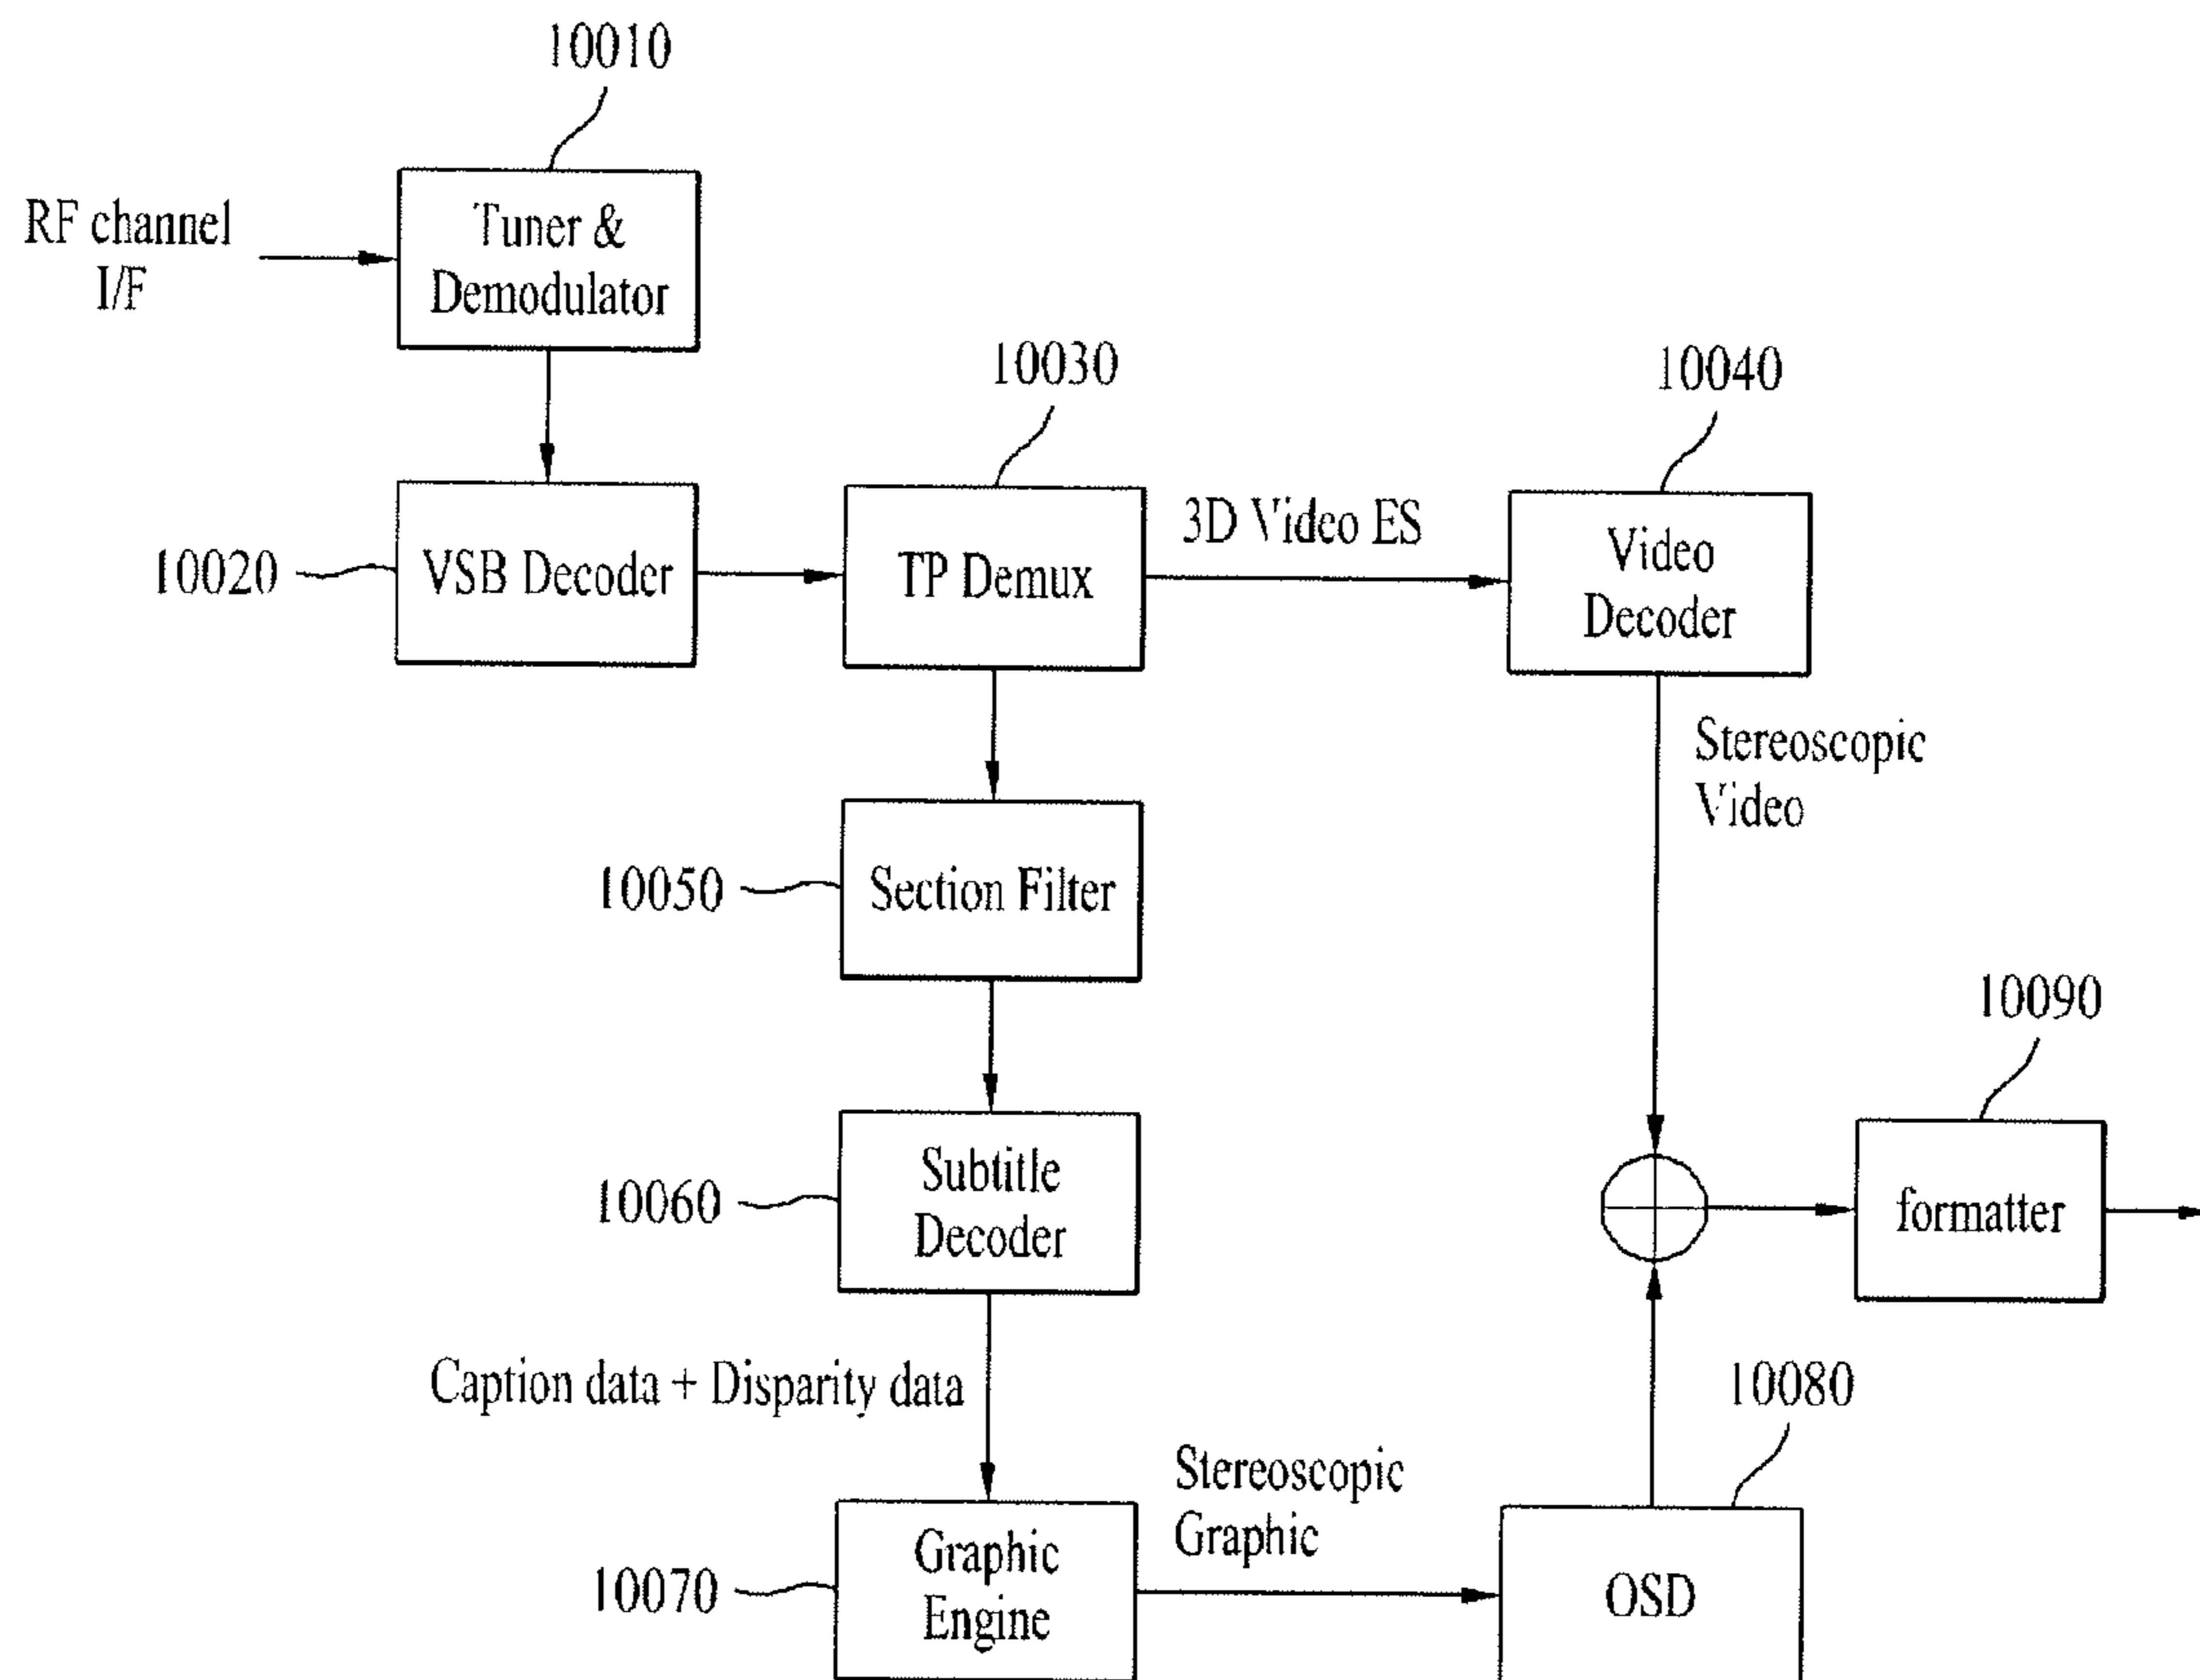 10010
RF channel
I/F
Tuner &
Demodulator
10030
10040
10020
VSB Decoder
TP Demux
3D Video ES
Video
Decoder
Stereoscopic
Video
10050
Section Filter
10090
10060
Subtitle
Decoder
formatter
Caption data + Disparity data
10080
Stereoscopic
Graphic
10070
Graphic
Engine
OSD